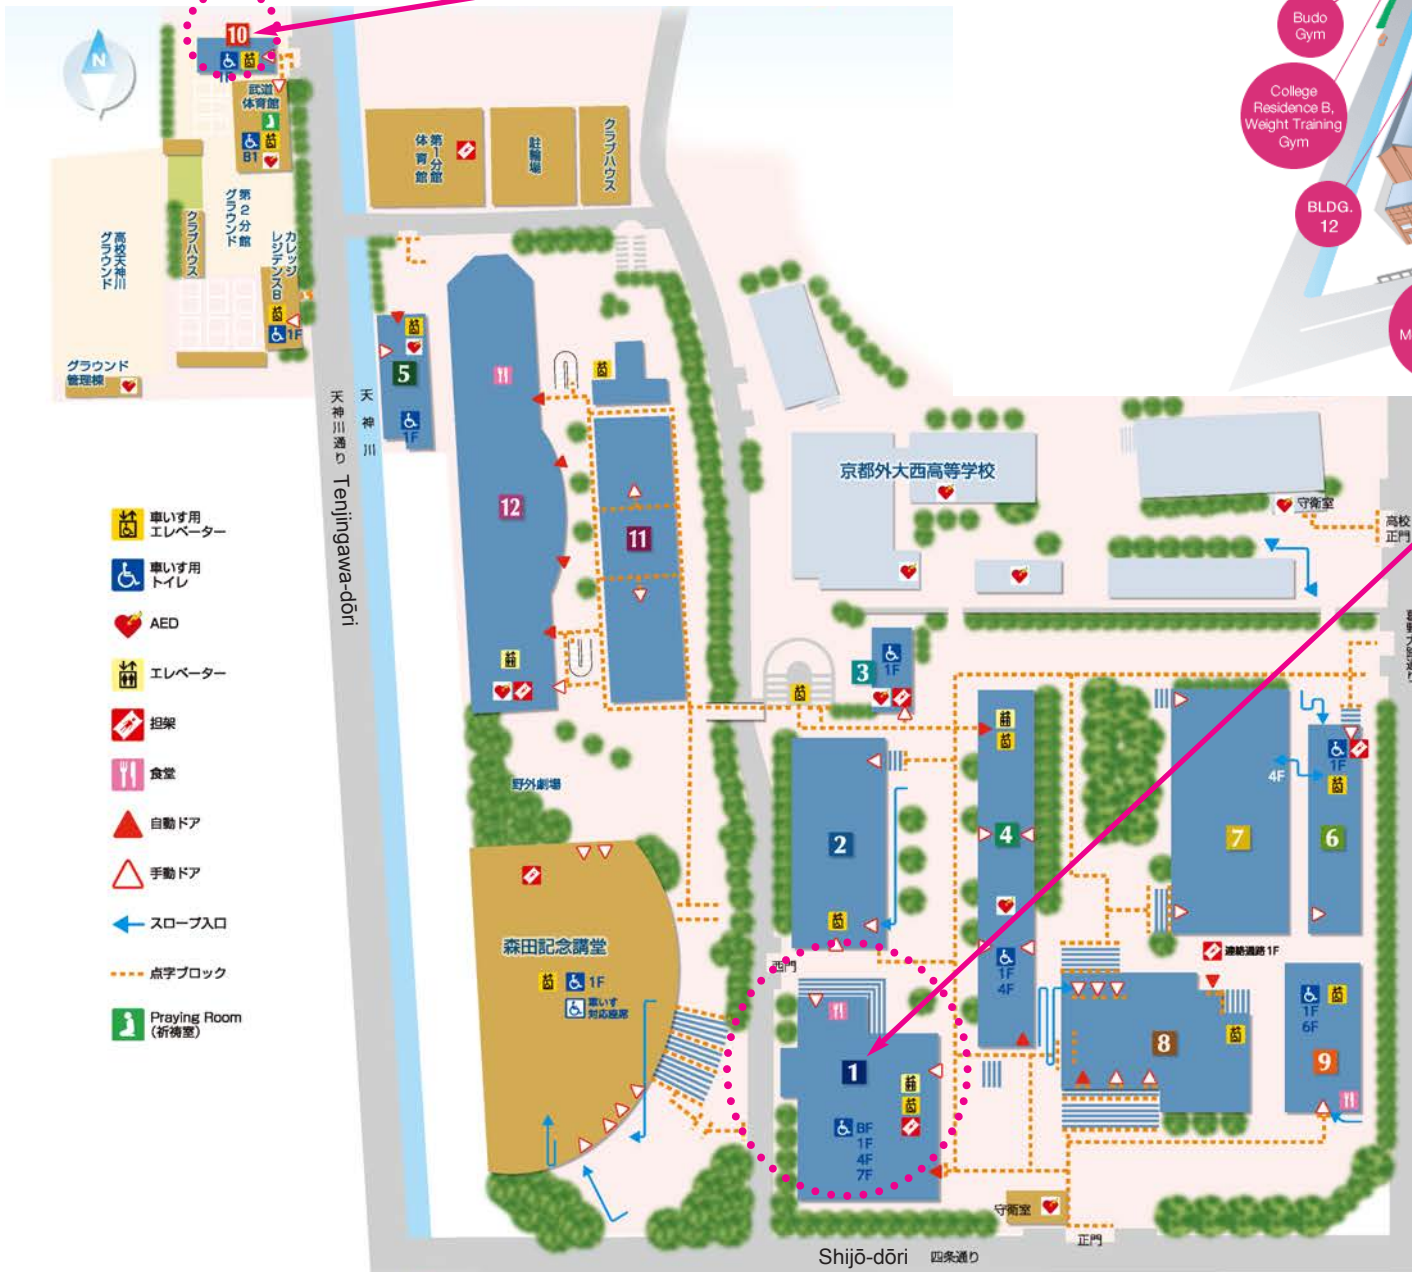 N
10
1F
武道
体育館
B1
第2分館
グラウンド
高校天神川
グラウンド
クラブハウス
カレッジ
レジデンスB
1F
グラウンド
管理棟
第1分館
体育館
駐輪場
クラブハウス
Budo
Gym
College
Residence B,
Weight Training
Gym
BLDG.
12
M
天神川通り Tenjingawa-dōri
天神川
5
1F
12
11
京都外大西高等学校
守衛室
高校
正門
車いす用
エレベーター
車いす用
トイレ
AED
エレベーター
担架
食堂
自動ドア
手動ドア
スロープ入口
点字ブロック
Praying Room
(祈祷室)
3
1F
野外劇場
2
4
1F
4F
7
4F
6
1F
森田記念講堂
1F
車いす
対応座席
西門
連絡通路1F
1
BF
1F
4F
7F
8
9
1F
6F
守衛室
正門
Shijō-dōri 四条通り